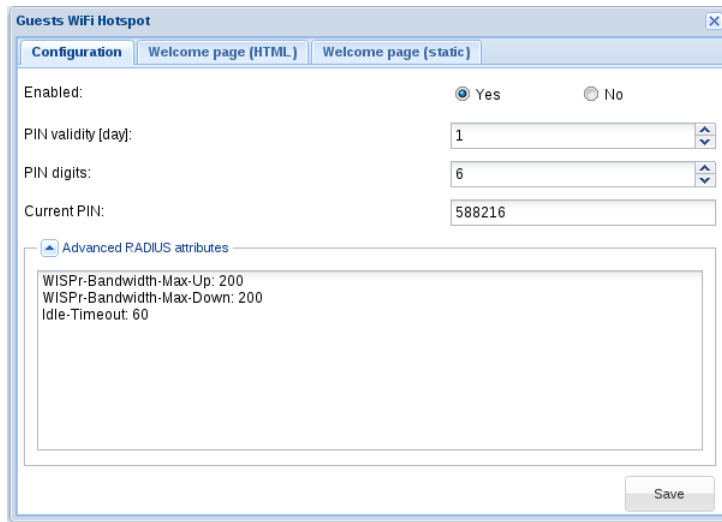 Guests WiFi Hotspot
Configuration Welcome page (HTML) Welcome page (static)
Enabled: Yes No
PIN validity [day]: 1
PIN digits: 6
Current PIN: 588216
Advanced RADIUS attributes
WISPr-Bandwidth-Max-Up: 200
WISPr-Bandwidth-Max-Down: 200
Idle-Timeout: 60
Save